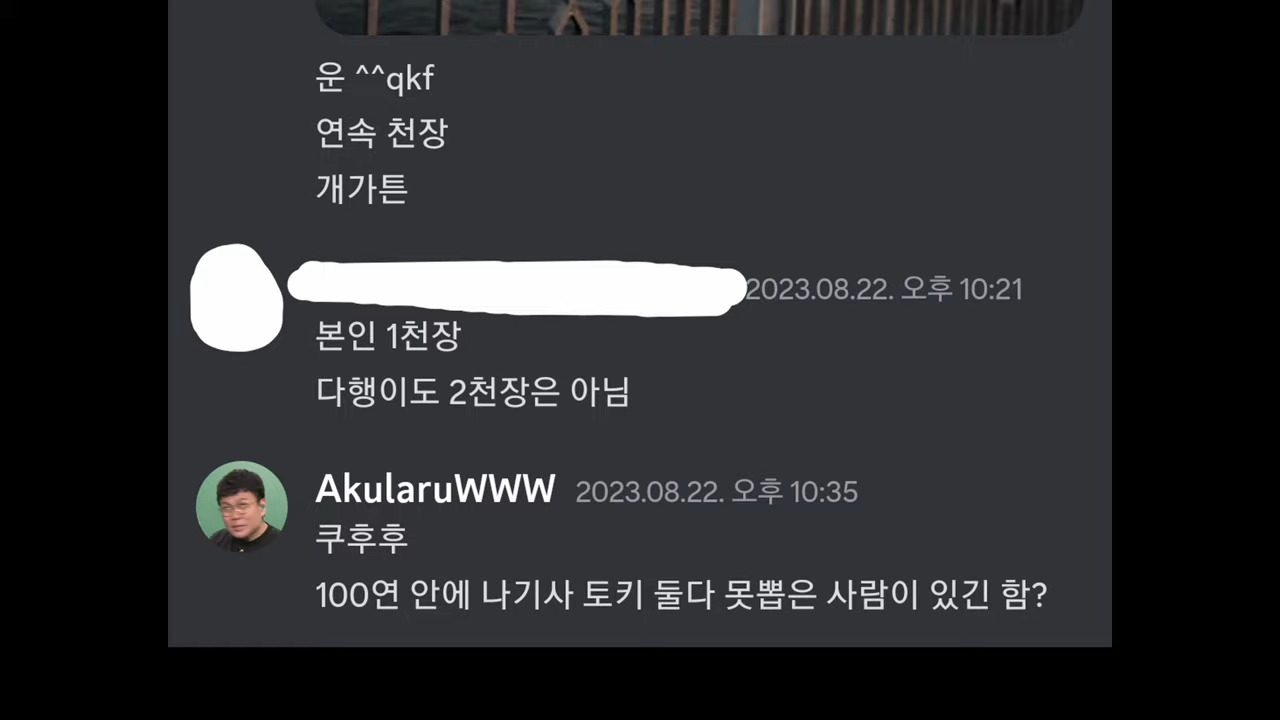 운 ^^qkf
연속 천장
개가튼
2023.08.22. 오후 10:21
본인 1천장
다행이도 2천장은 아님
AkularuWWW 2023.08.22. 오후 10:35
쿠후후
100연 안에 나기사 토키 둘다 못뽑은 사람이 있긴 함?